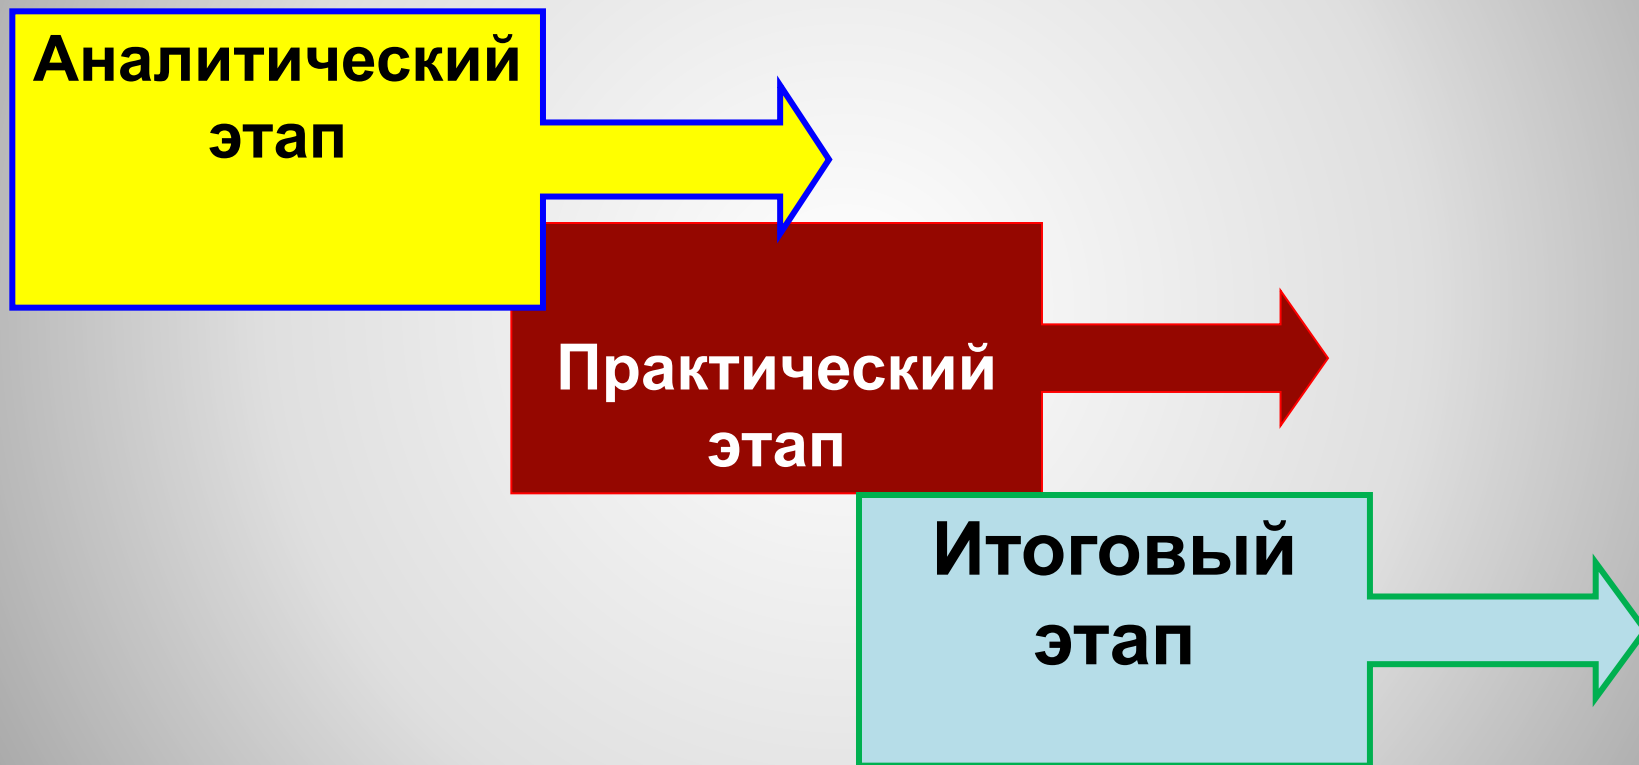 Аналитический
этап
Практический
этап
Итоговый
этап